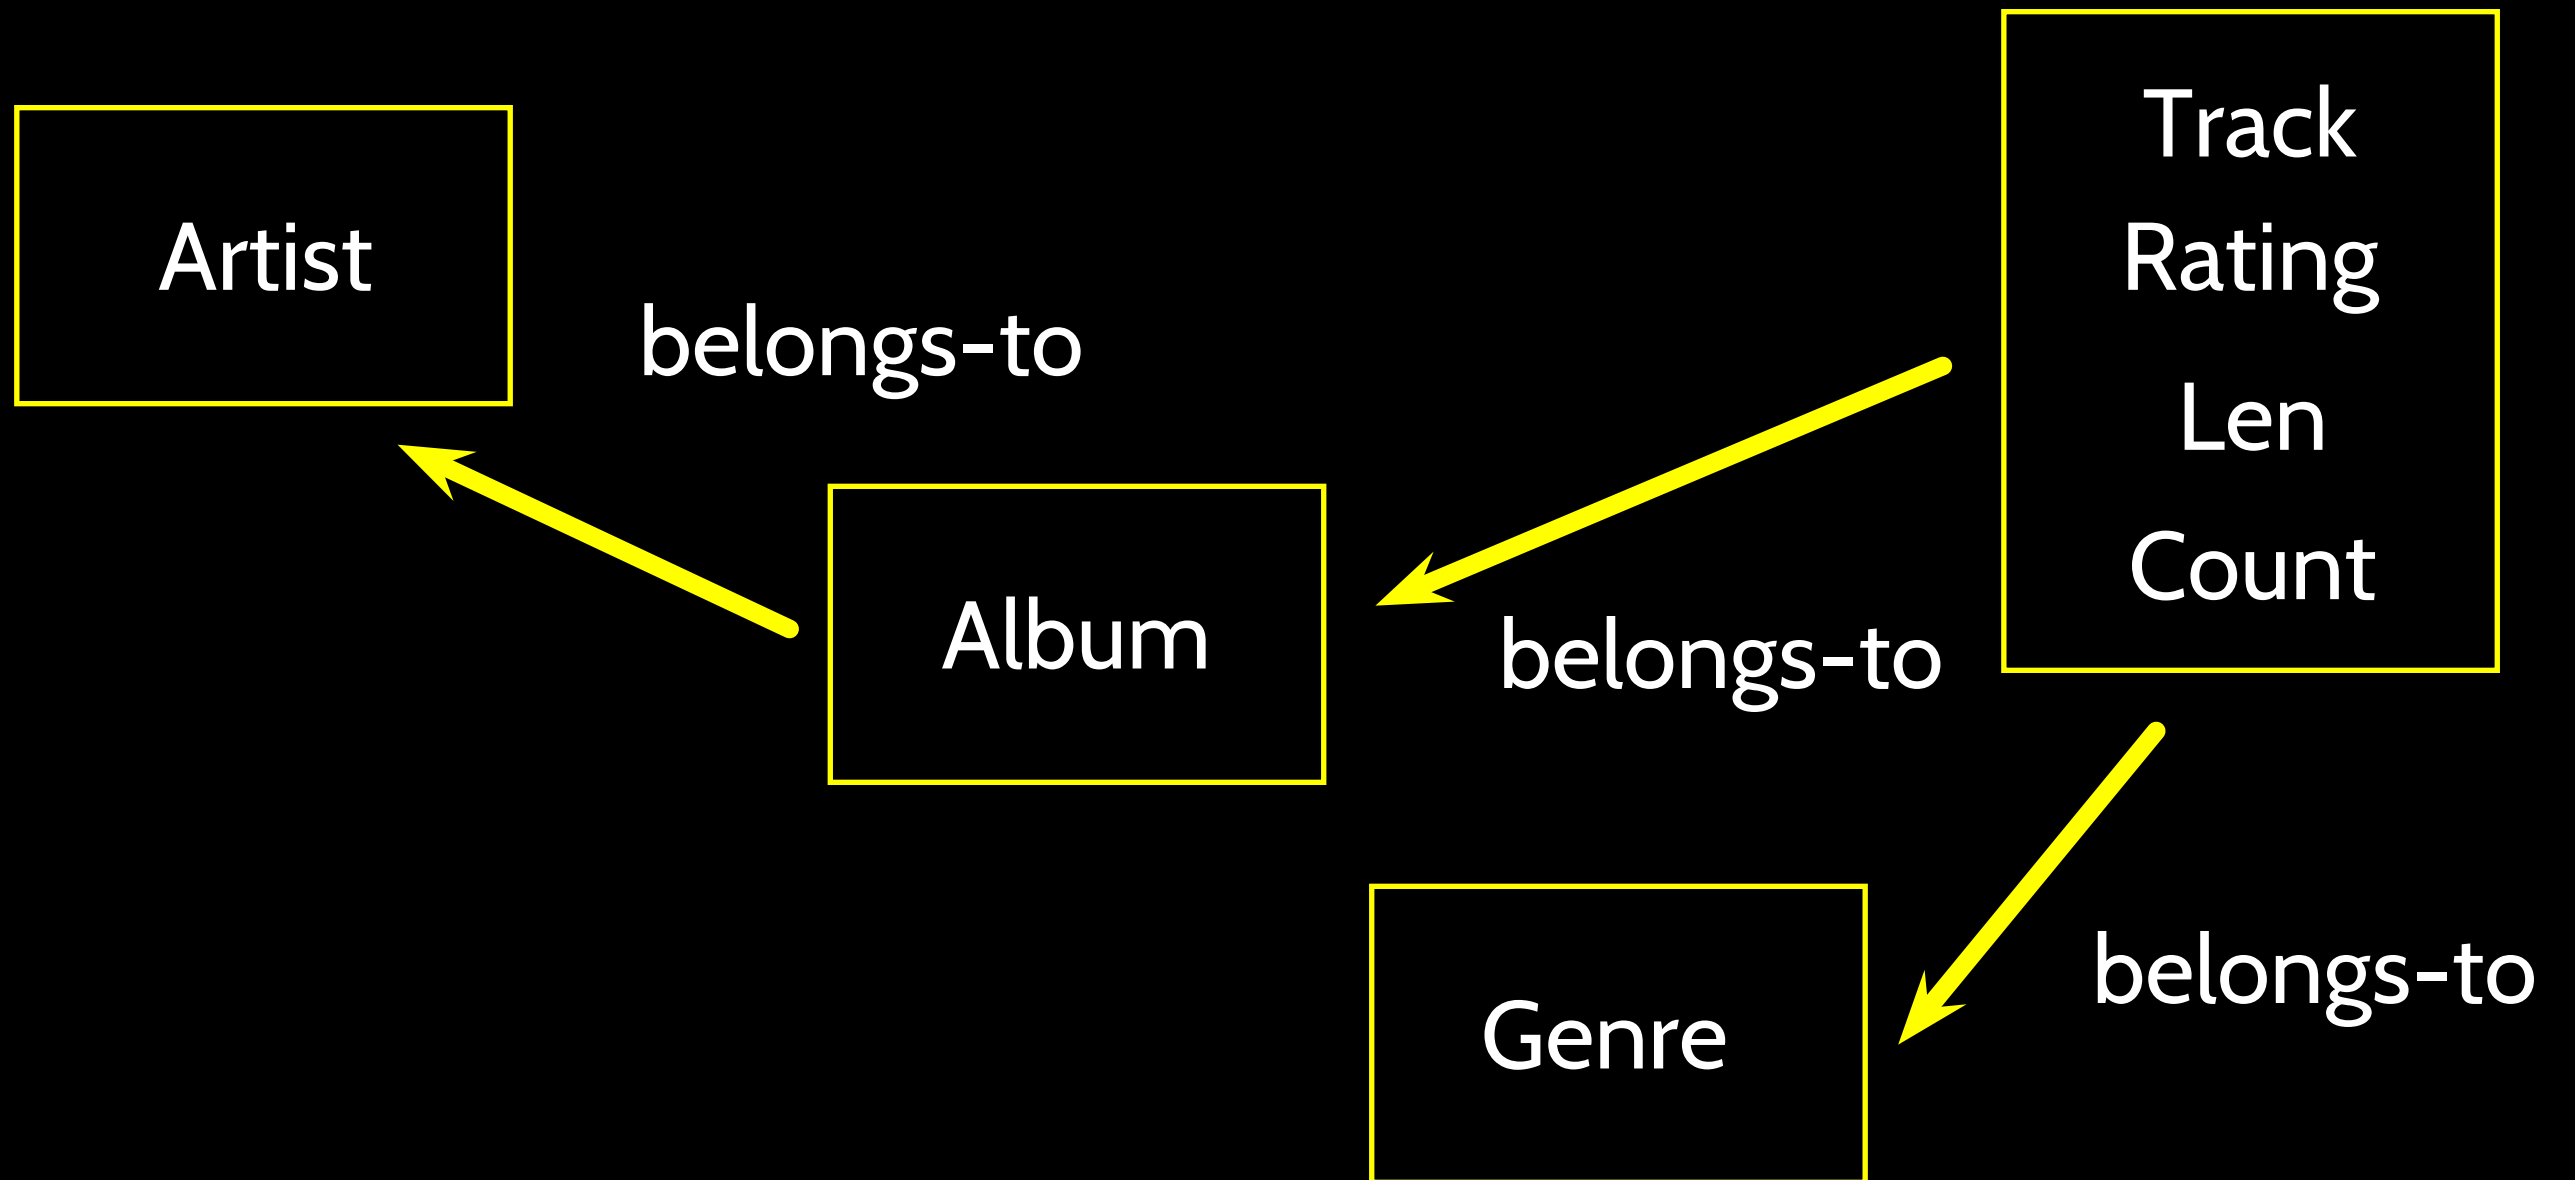 Track
Rating
Len
Count
Artist
belongs-to
Album
belongs-to
Genre
belongs-to